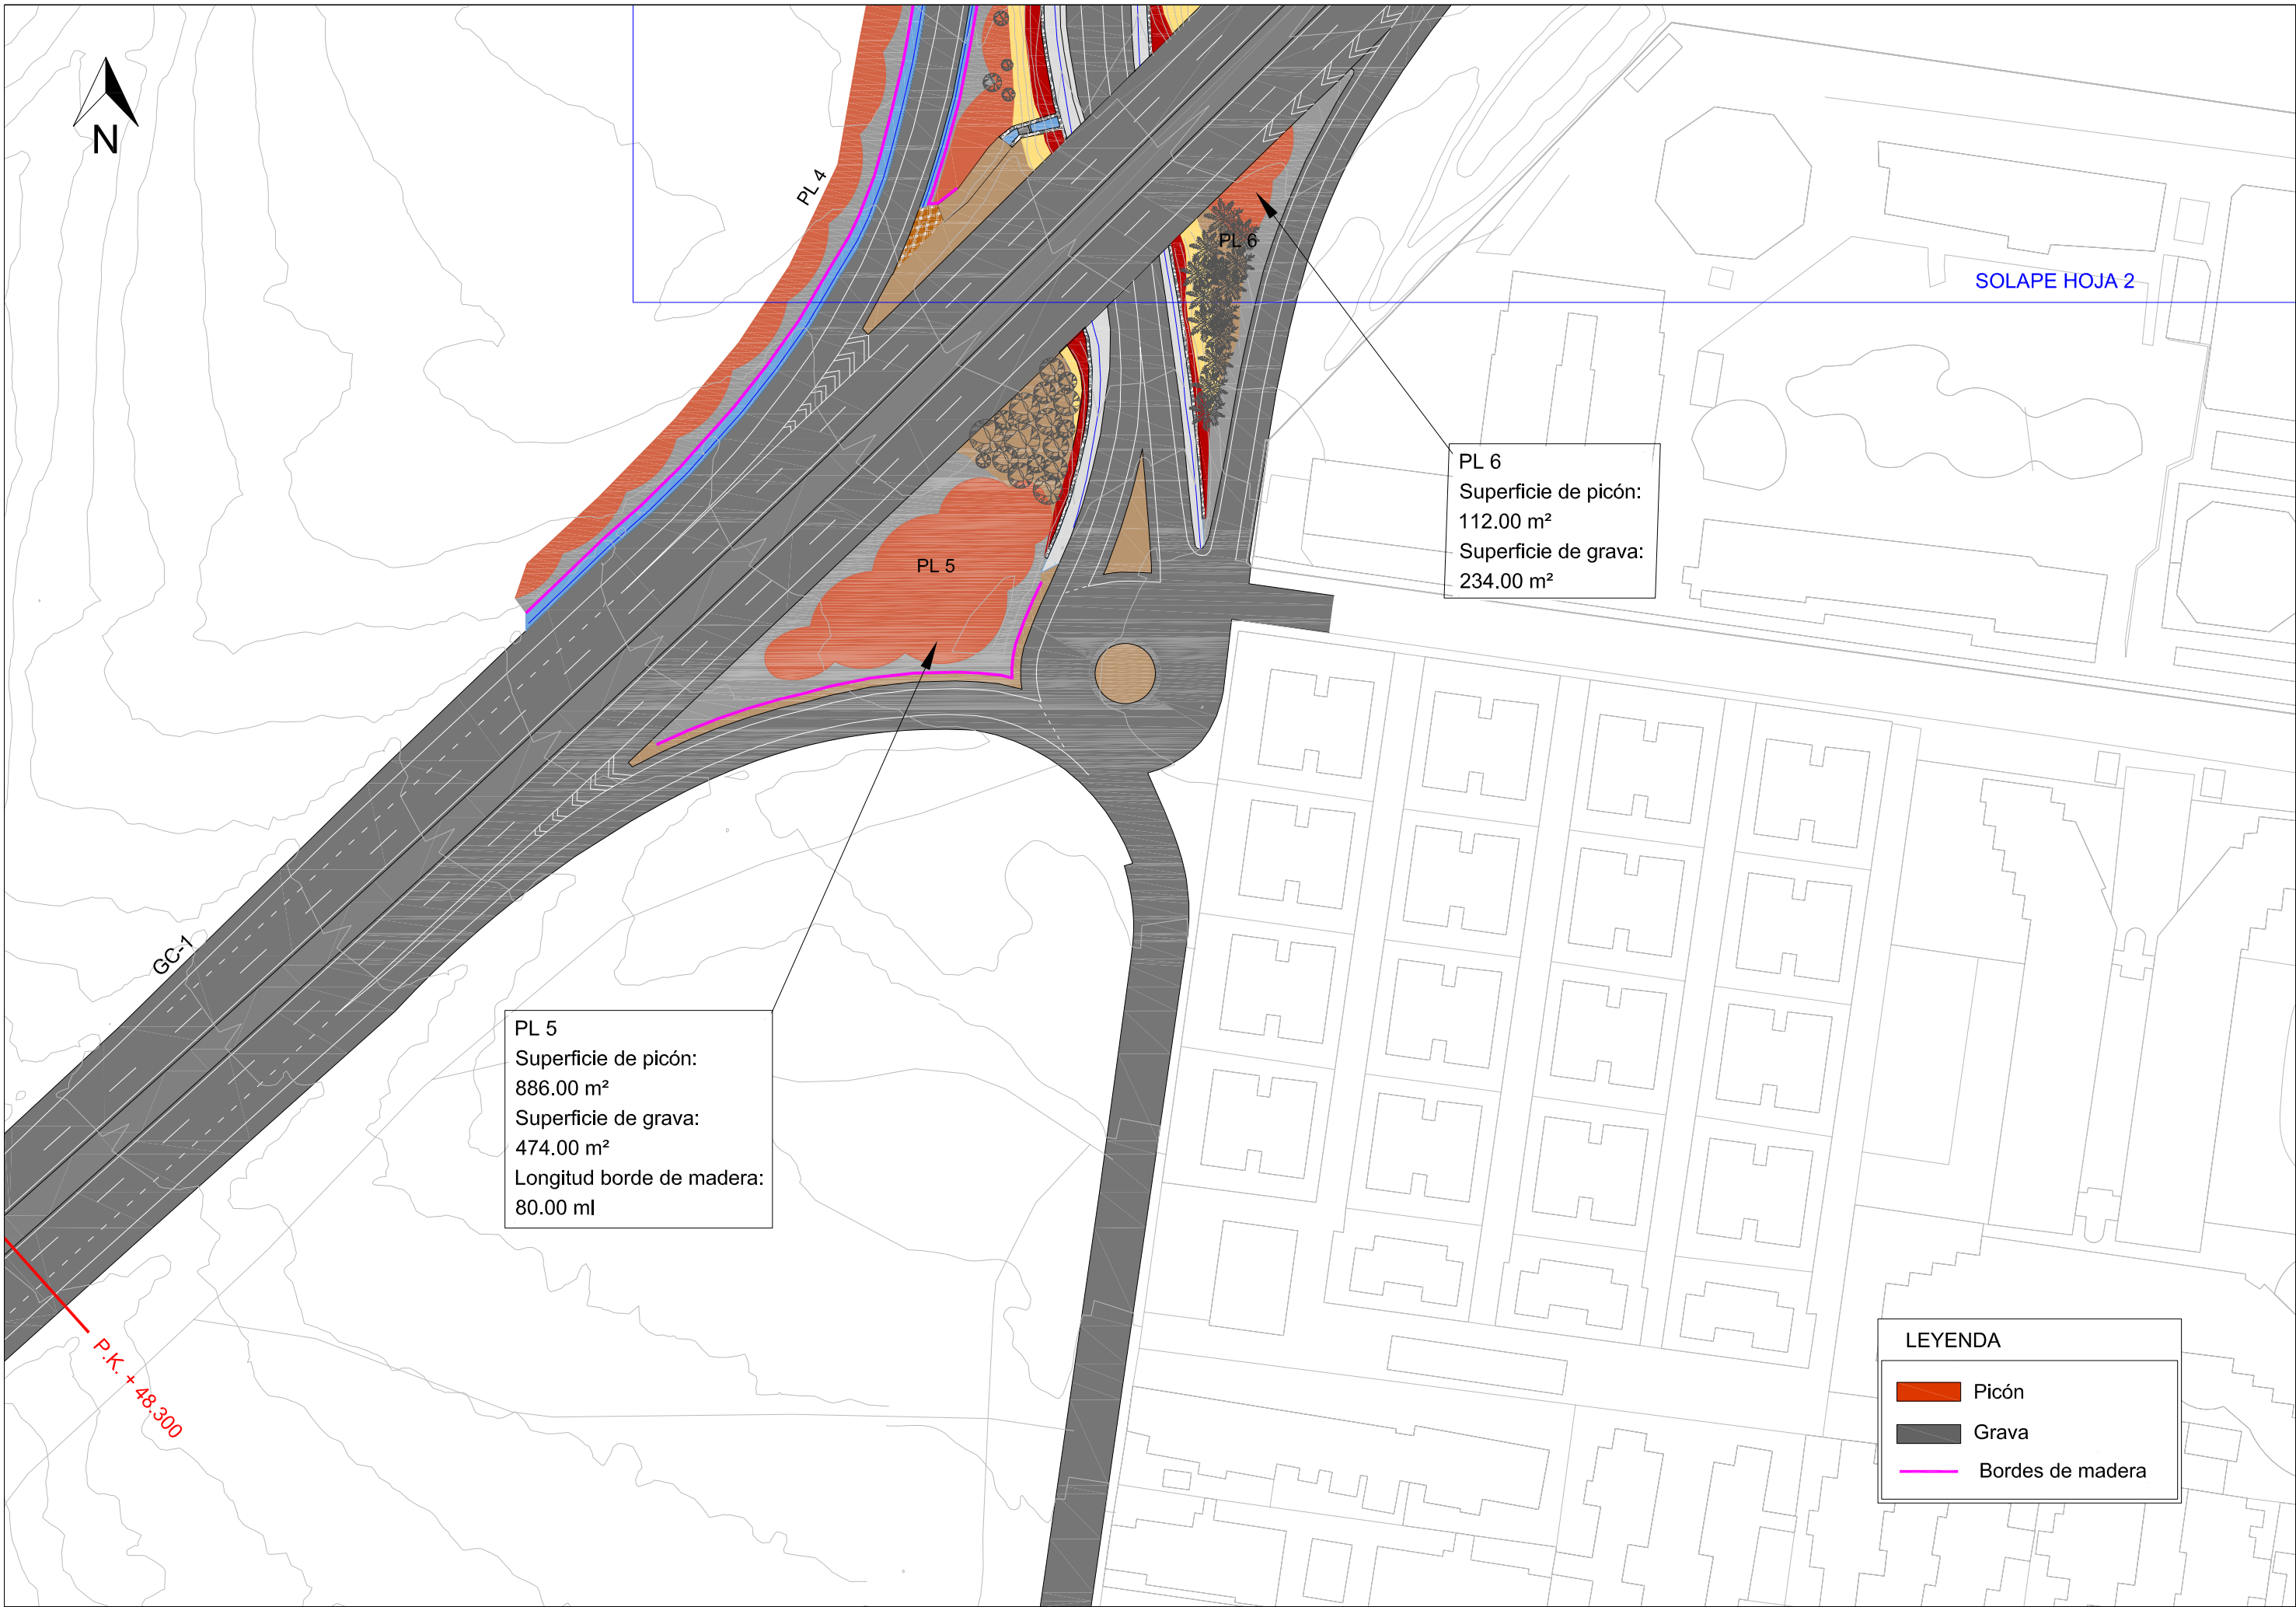 N
PL 4
PL 6
SOLAPE HOJA 2
PL 6
Superficie de picón:
112.00 m²
Superficie de grava:
234.00 m²
PL 5
GC-1
PL 5
Superficie de picón:
886.00 m²
Superficie de grava:
474.00 m²
Longitud borde de madera:
80.00 ml
P.K. + 48.300
LEYENDA
Picón
Grava
Bordes de madera